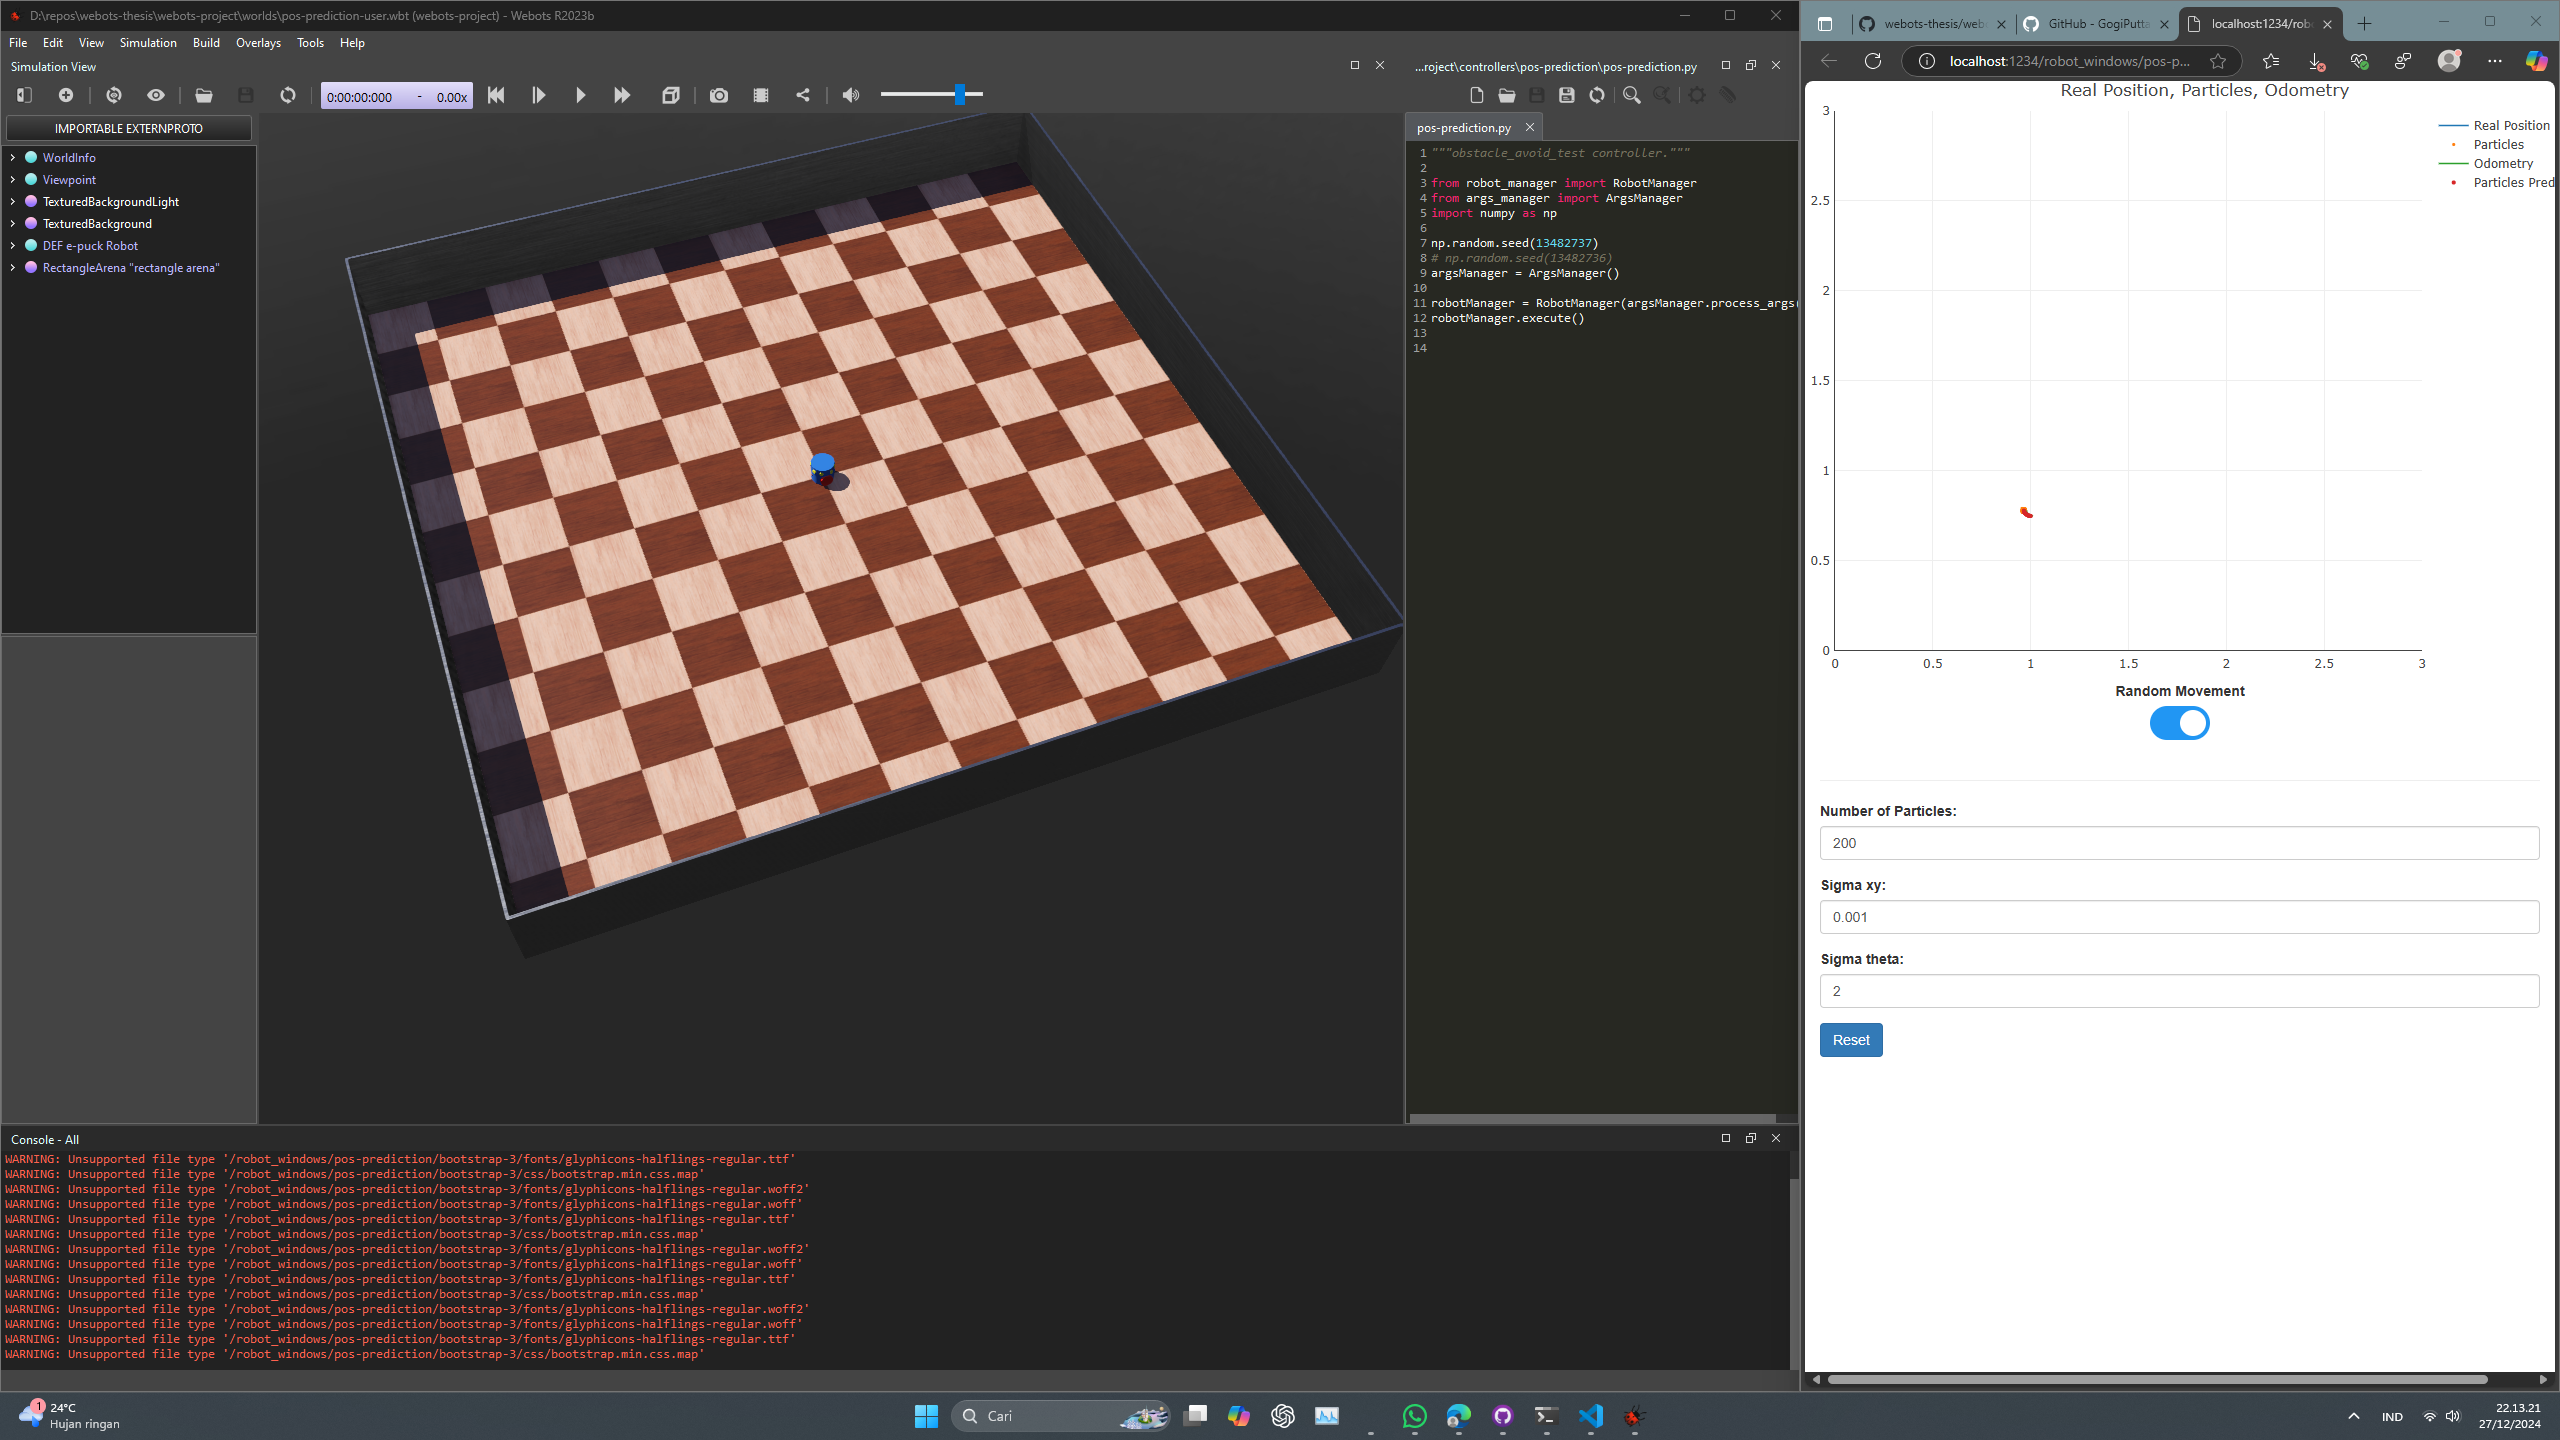 D:\repos\webots-thesis\webots-project\worlds\pos-prediction-user.wbt (webots-project) - Webots R2023b
File Edit View Simulation Build Overlays Tools Help
Simulation View
0:00:00:000 - 0.00x
IMPORTABLE EXTERNPROTO
WorldInfo
Viewpoint
TexturedBackgroundLight
TexturedBackground
DEF e-puck Robot
RectangleArena "rectangle arena"
...roject\controllers\pos-prediction\pos-prediction.py
pos-prediction.py
1 """obstacle_avoid_test controller."""
2
3 from robot_manager import RobotManager
4 from args_manager import ArgsManager
5 import numpy as np
6
7 np.random.seed(13482737)
8 # np.random.seed(13482736)
9 argsManager = ArgsManager()
10
11 robotManager = RobotManager(argsManager.process_args(
12 robotManager.execute()
13
14
Console - All
WARNING: Unsupported file type '/robot_windows/pos-prediction/bootstrap-3/fonts/glyphicons-halflings-regular.ttf'
WARNING: Unsupported file type '/robot_windows/pos-prediction/bootstrap-3/css/bootstrap.min.css.map'
WARNING: Unsupported file type '/robot_windows/pos-prediction/bootstrap-3/fonts/glyphicons-halflings-regular.woff2'
WARNING: Unsupported file type '/robot_windows/pos-prediction/bootstrap-3/fonts/glyphicons-halflings-regular.woff'
WARNING: Unsupported file type '/robot_windows/pos-prediction/bootstrap-3/fonts/glyphicons-halflings-regular.ttf'
WARNING: Unsupported file type '/robot_windows/pos-prediction/bootstrap-3/css/bootstrap.min.css.map'
WARNING: Unsupported file type '/robot_windows/pos-prediction/bootstrap-3/fonts/glyphicons-halflings-regular.woff2'
WARNING: Unsupported file type '/robot_windows/pos-prediction/bootstrap-3/fonts/glyphicons-halflings-regular.woff'
WARNING: Unsupported file type '/robot_windows/pos-prediction/bootstrap-3/fonts/glyphicons-halflings-regular.ttf'
WARNING: Unsupported file type '/robot_windows/pos-prediction/bootstrap-3/css/bootstrap.min.css.map'
WARNING: Unsupported file type '/robot_windows/pos-prediction/bootstrap-3/fonts/glyphicons-halflings-regular.woff2'
WARNING: Unsupported file type '/robot_windows/pos-prediction/bootstrap-3/fonts/glyphicons-halflings-regular.woff'
WARNING: Unsupported file type '/robot_windows/pos-prediction/bootstrap-3/fonts/glyphicons-halflings-regular.ttf'
WARNING: Unsupported file type '/robot_windows/pos-prediction/bootstrap-3/css/bootstrap.min.css.map'
webots-thesis/web
GitHub - GogiPutta
localhost:1234/rob
localhost:1234/robot_windows/pos-p...
Real Position, Particles, Odometry
3
2.5
2
1.5
1
0.5
0
0 0.5 1 1.5 2 2.5 3
Real Position
Particles
Odometry
Particles Pred
Random Movement
Number of Particles:
200
Sigma xy:
0.001
Sigma theta:
2
Reset
1
24°C
Hujan ringan
Cari
IND
22.13.21
27/12/2024